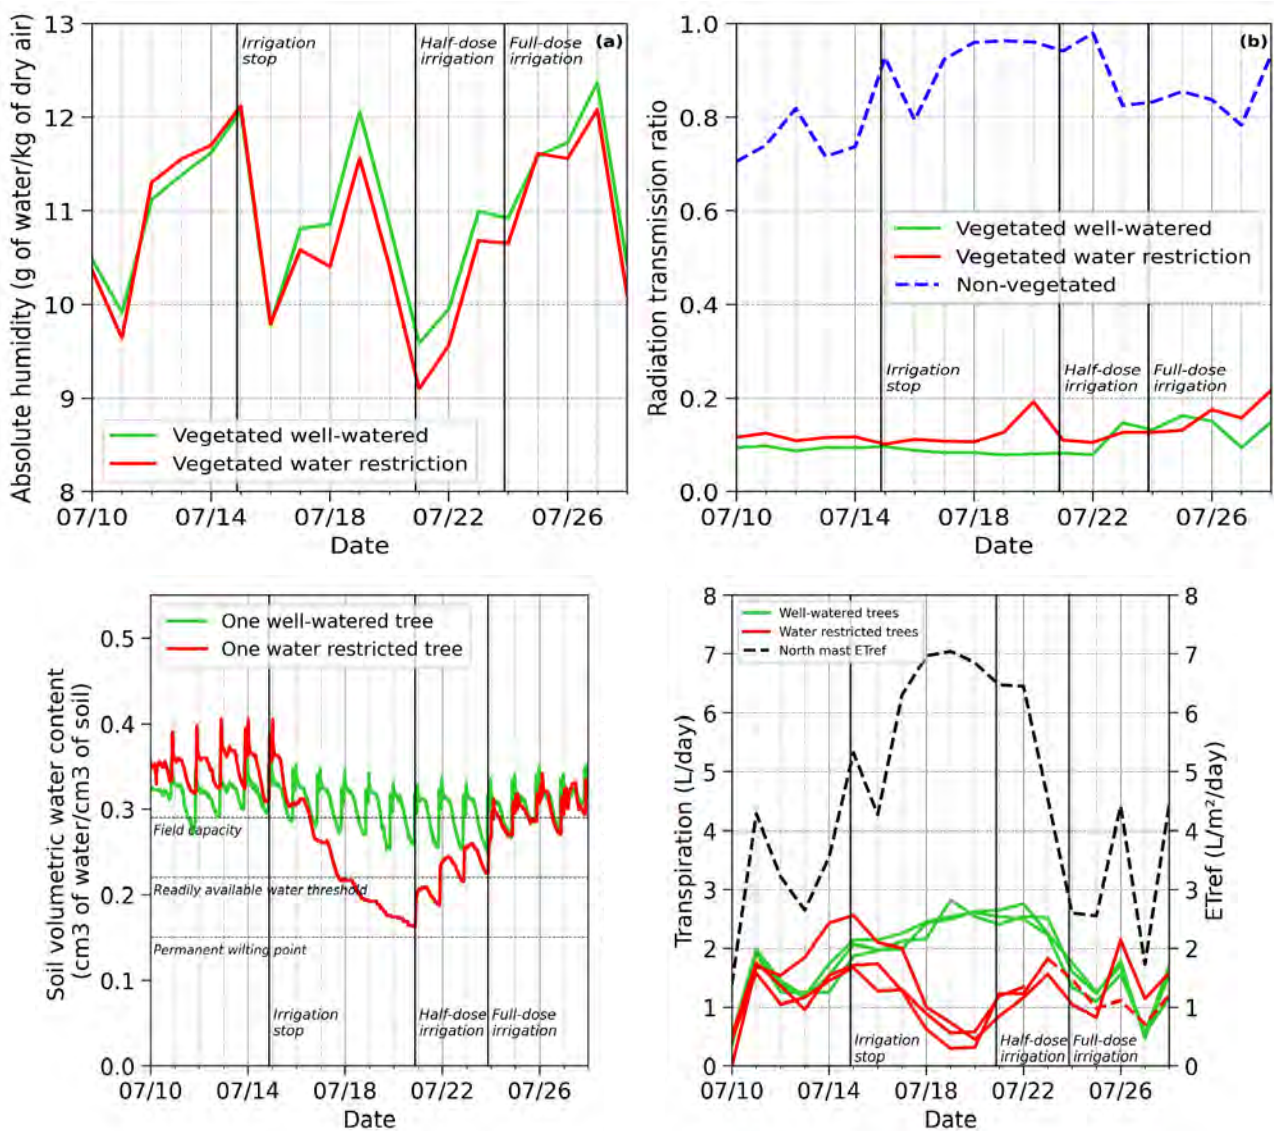 Absolute humidity (g of water/kg of dry air)
13
12
11
10
9
8
Irrigation
stop
Half-dose
irrigation
Full-dose
irrigation
(a)
Vegetated well-watered
Vegetated water restriction
07/10
07/14
07/18
07/22
07/26
Date
Radiation transmission ratio
1.0
0.8
0.6
0.4
0.2
0.0
(b)
Vegetated well-watered
Vegetated water restriction
Non-vegetated
Irrigation
stop
Half-dose
irrigation
Full-dose
irrigation
07/10
07/14
07/18
07/22
07/26
Date
Soil volumetric water content
(cm3 of water/cm3 of soil)
0.5
0.4
0.3
0.2
0.1
0.0
One well-watered tree
One water restricted tree
Field capacity
Readily available water threshold
Permanent wilting point
Irrigation
stop
Half-dose
irrigation
Full-dose
irrigation
07/10
07/14
07/18
07/22
07/26
Date
Transpiration (L/day)
8
7
6
5
4
3
2
1
0
Well-watered trees
Water restricted trees
North mast ETref
Irrigation
stop
Half-dose
irrigation
Full-dose
irrigation
07/10
07/14
07/18
07/22
07/26
Date
8
7
6
5
4
3
2
1
0
ETref (L/m²/day)